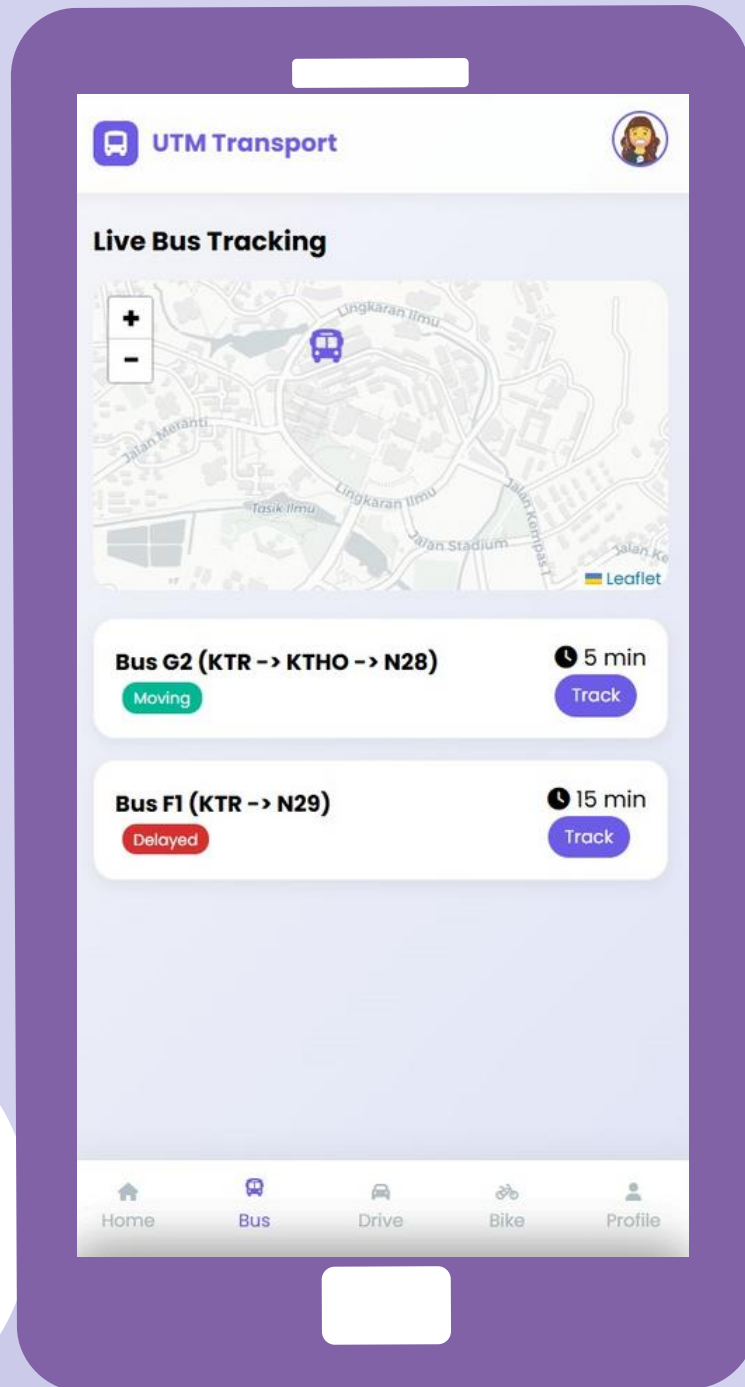 UTM Transport
Live Bus Tracking
+
-
Lingkaran Ilmu
Jalan Meranti
Lingkaran Ilmu
Tasik Ilmu
Jalan Stadium
Jalan Kempas
Jalan Ke
Leaflet
Bus G2 (KTR -> KTHO -> N28)
5 min
Moving
Track
Bus F1 (KTR -> N29)
15 min
Delayed
Track
Home
Bus
Drive
Bike
Profile